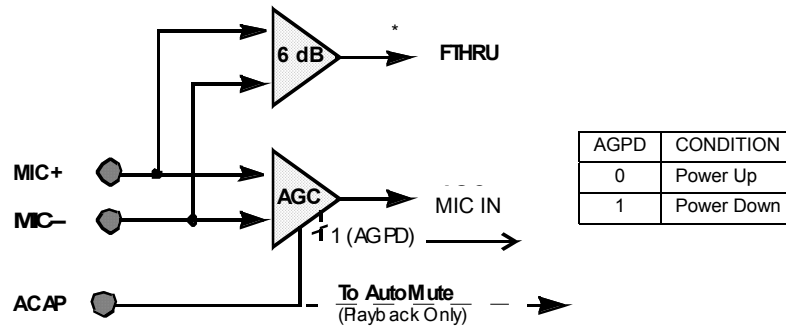 *
6 dB
FTHRU
MIC+
AGC
MIC IN
MIC–
1 (AGPD)
ACAP
To AutoMute
(Playback Only)
AGPD CONDITION
0 Power Up
1 Power Down